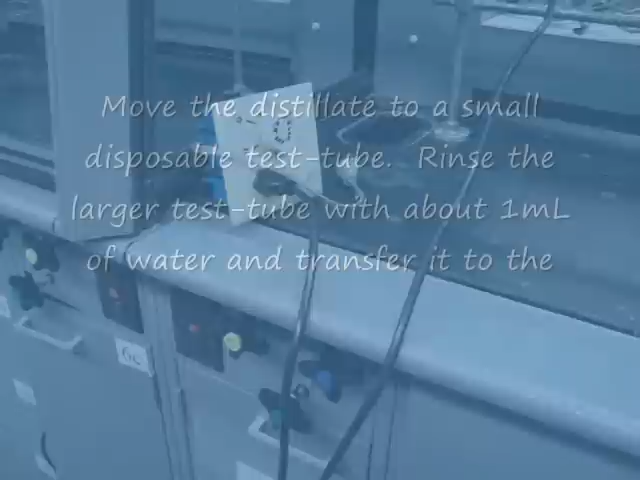 Move the distillate to a small
disposable test-tube.  Rinse the
larger test-tube with about 1mL
of water and transfer it to the